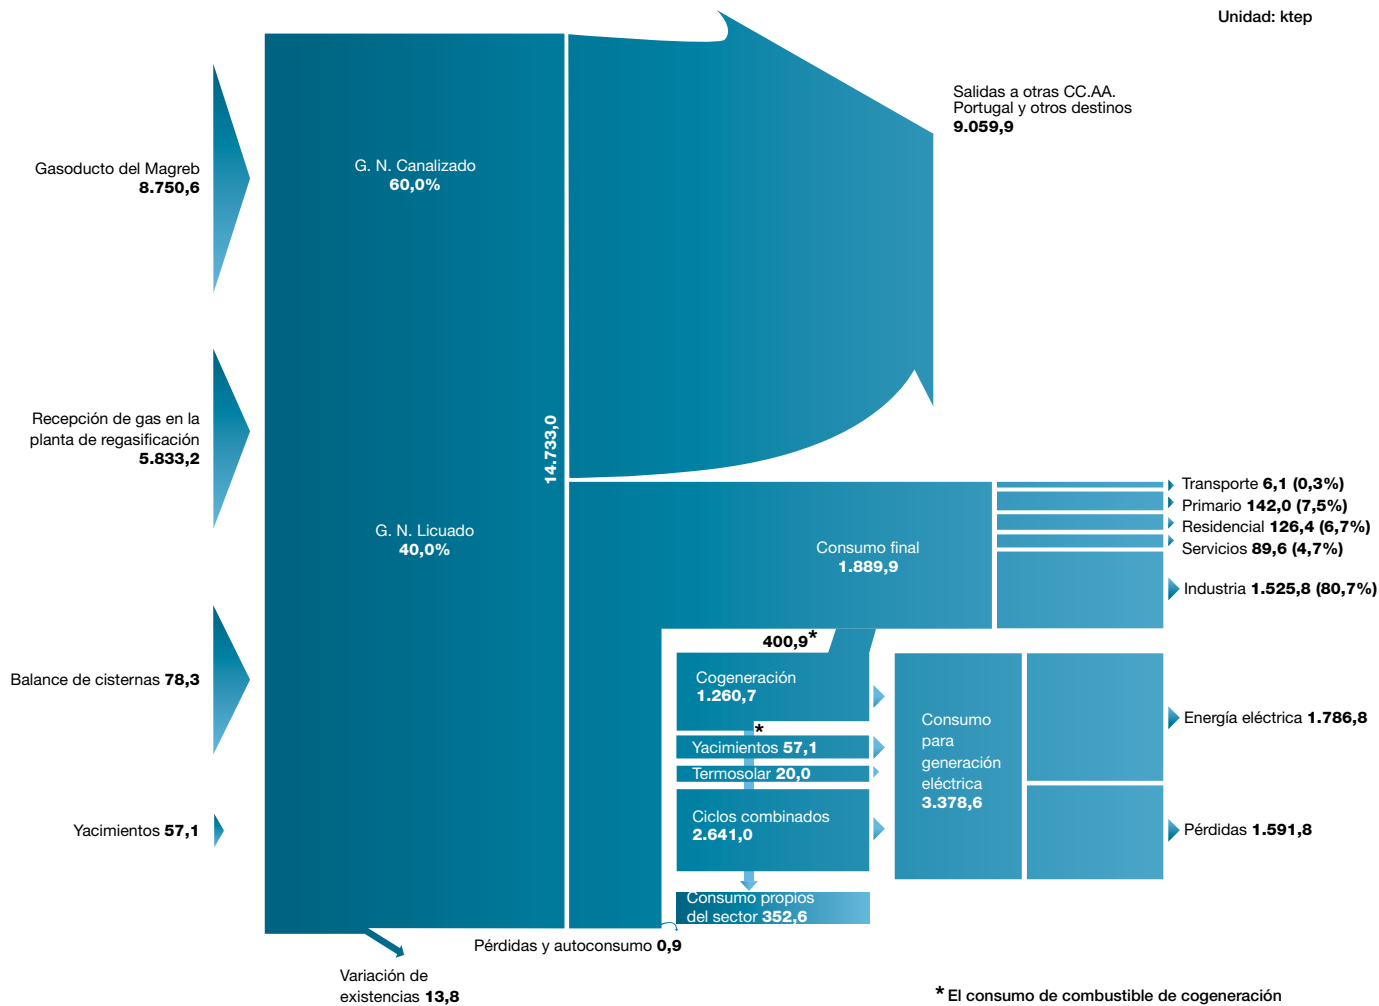 Unidad: ktep
Salidas a otras CC.AA.
Portugal y otros destinos
9.059,9
Gasoducto del Magreb
8.750,6
G. N. Canalizado
60,0%
Recepción de gas en la
planta de regasificación
5.833,2
14.733,0
G. N. Licuado
40,0%
Consumo final
1.889,9
Transporte 6,1 (0,3%)
Primario 142,0 (7,5%)
Residencial 126,4 (6,7%)
Servicios 89,6 (4,7%)
Industria 1.525,8 (80,7%)
400,9*
Balance de cisternas 78,3
Cogeneración
1.260,7
*
Yacimientos 57,1
Termosolar 20,0
Ciclos combinados
2.641,0
Consumo
para
generación
eléctrica
3.378,6
Energía eléctrica 1.786,8
Pérdidas 1.591,8
Yacimientos 57,1
Consumo propios
del sector 352,6
Pérdidas y autoconsumo 0,9
Variación de
existencias 13,8
* El consumo de combustible de cogeneración